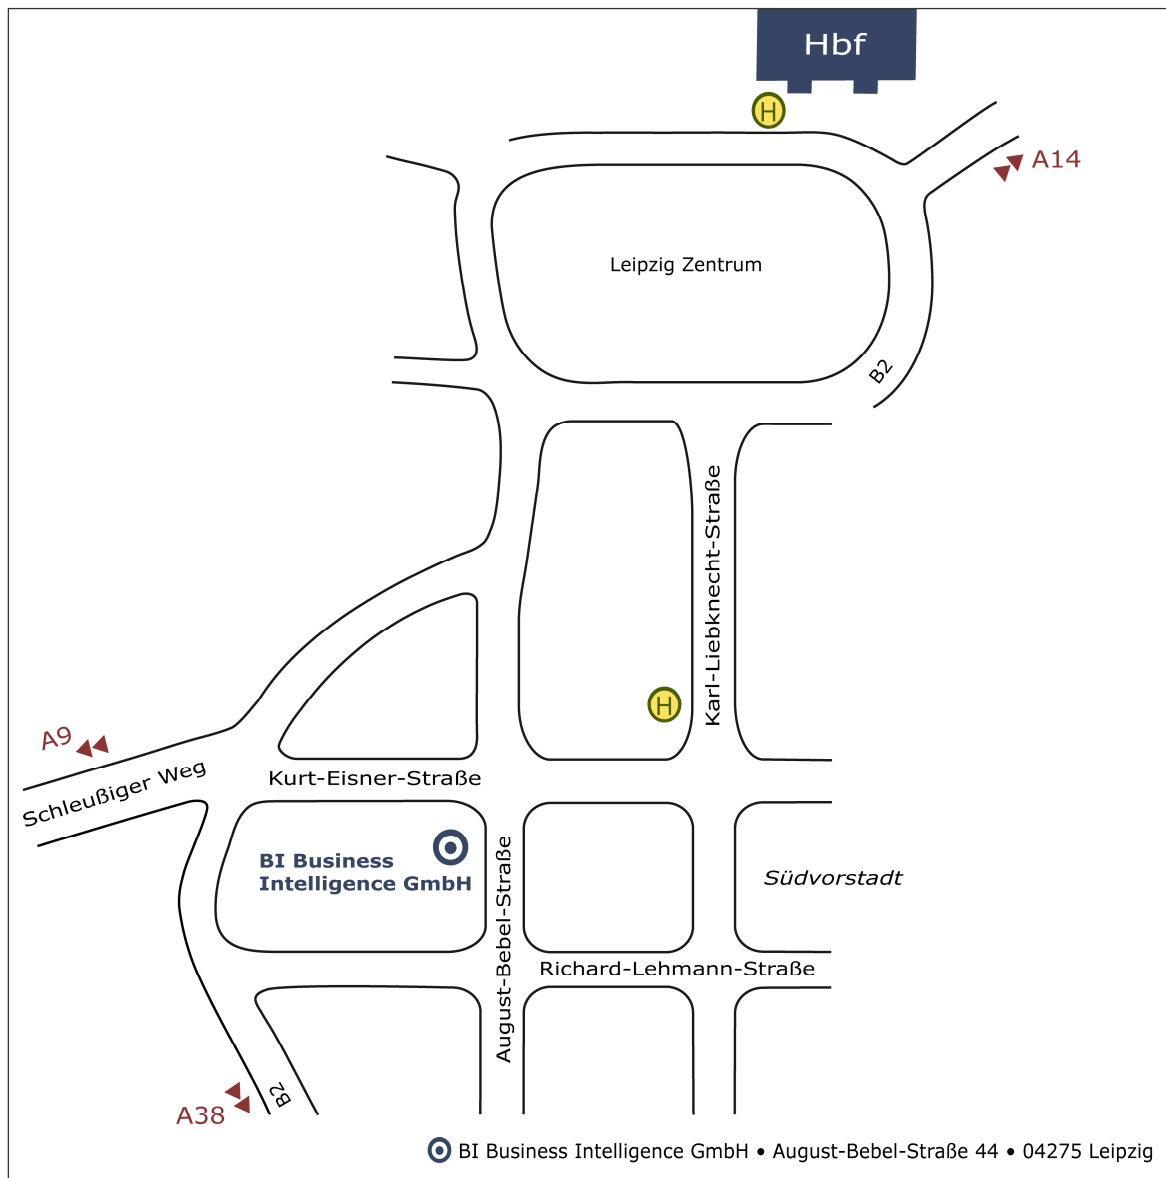 Hbf
H
A14
Leipzig Zentrum
B2
Karl-Liebknecht-Straße
H
A9
Schleußiger Weg
Kurt-Eisner-Straße
BI Business
Intelligence GmbH
August-Bebel-Straße
Südvorstadt
Richard-Lehmann-Straße
B2
A38
BI Business Intelligence GmbH • August-Bebel-Straße 44 • 04275 Leipzig